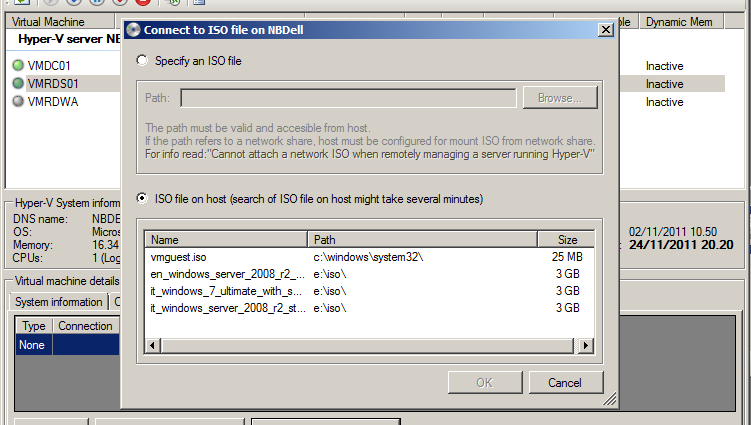 Virtual Machine
Dynamic Mem
Hyper-V server
VMDC01
Inactive
VMRDS01
Inactive
VMRDWA
Inactive
Connect to ISO file on NBDell
Specify an ISO file
Path:
Browse...
The path must be valid and accesible from host.
If the path refers to a network share, host must be configured for mount ISO from network share.
For info read:"Cannot attach a network ISO when remotely managing a server running Hyper-V"
ISO file on host (search of ISO file on host might take several minutes)
Name Path Size
vmguest.iso c:\windows\system32\ 25 MB
en_windows_server_2008_r2_... e:\iso\ 3 GB
it_windows_7_ultimate_with_s... e:\iso\ 3 GB
it_windows_server_2008_r2_st... e:\iso\ 3 GB
OK Cancel
Hyper-V System inform
DNS name: NBDE
OS: Micros
Memory: 16.34
CPUs: 1 (Log
02/11/2011 10.50
24/11/2011 20.20
Virtual machine details
System information
Type Connection
None